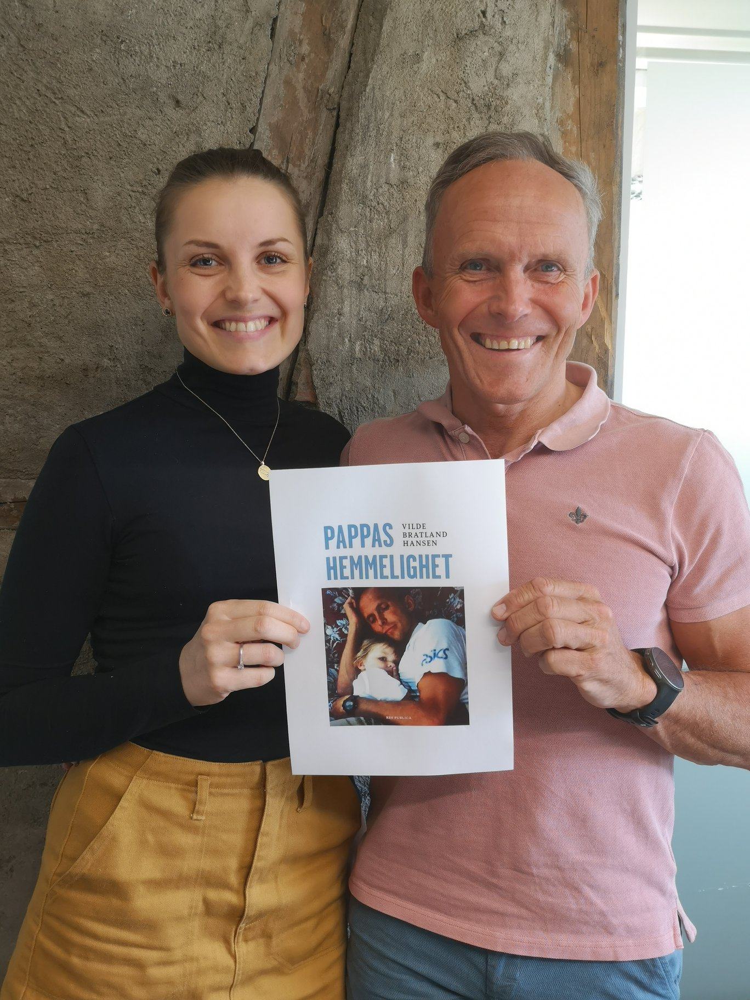 PAPPAS
HEMMELIGHET
VILDE
BRATLAND
HANSEN
asics
RES PUBLICA